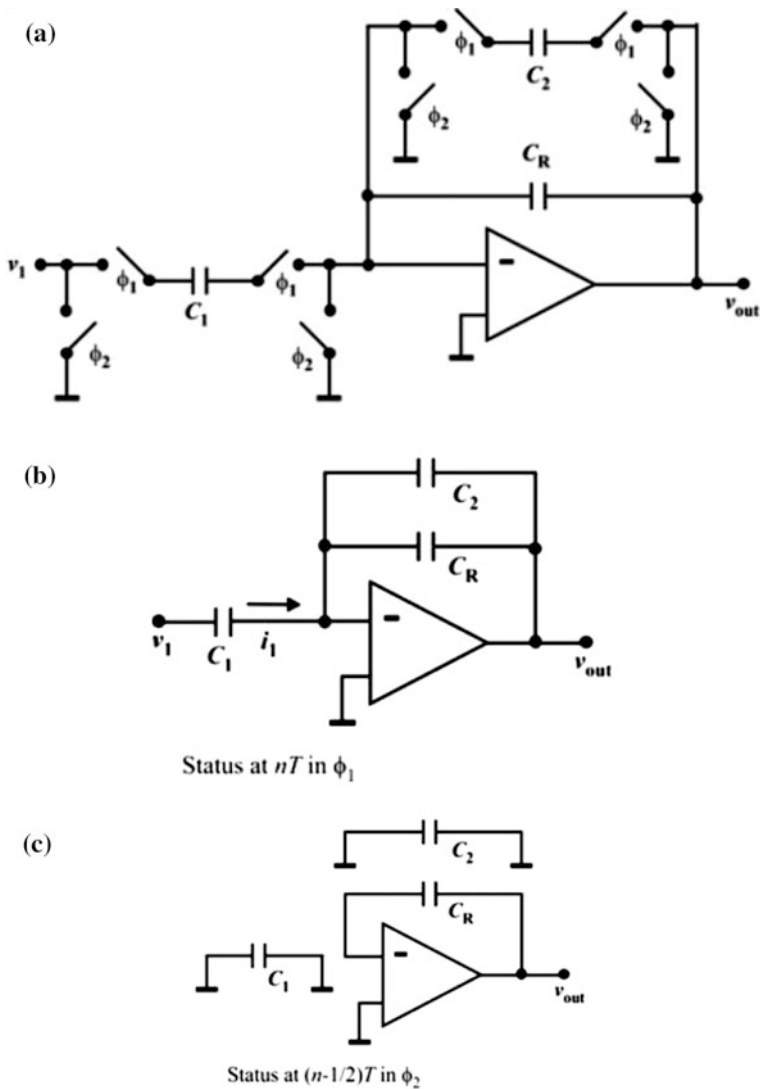 (a)
ϕ1 C2 ϕ1
ϕ2 ϕ2
CR
v1 ϕ1 C1 ϕ1
ϕ2 ϕ2
-
vout
(b)
C2
CR
v1 C1 i1
-
vout
Status at nT in ϕ1
(c)
C2
CR
C1
-
vout
Status at (n-1/2)T in ϕ2